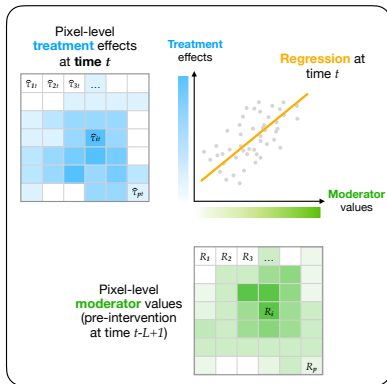 Pixel-level
treatment effects
at time t
τ̂1t τ̂2t τ̂3t ...
τ̂it
τ̂pt
Treatment
effects
Regression at
time t
Moderator
values
Pixel-level
moderator values
(pre-intervention
at time t-L+1)
R1 R2 R3 ...
Ri
Rp